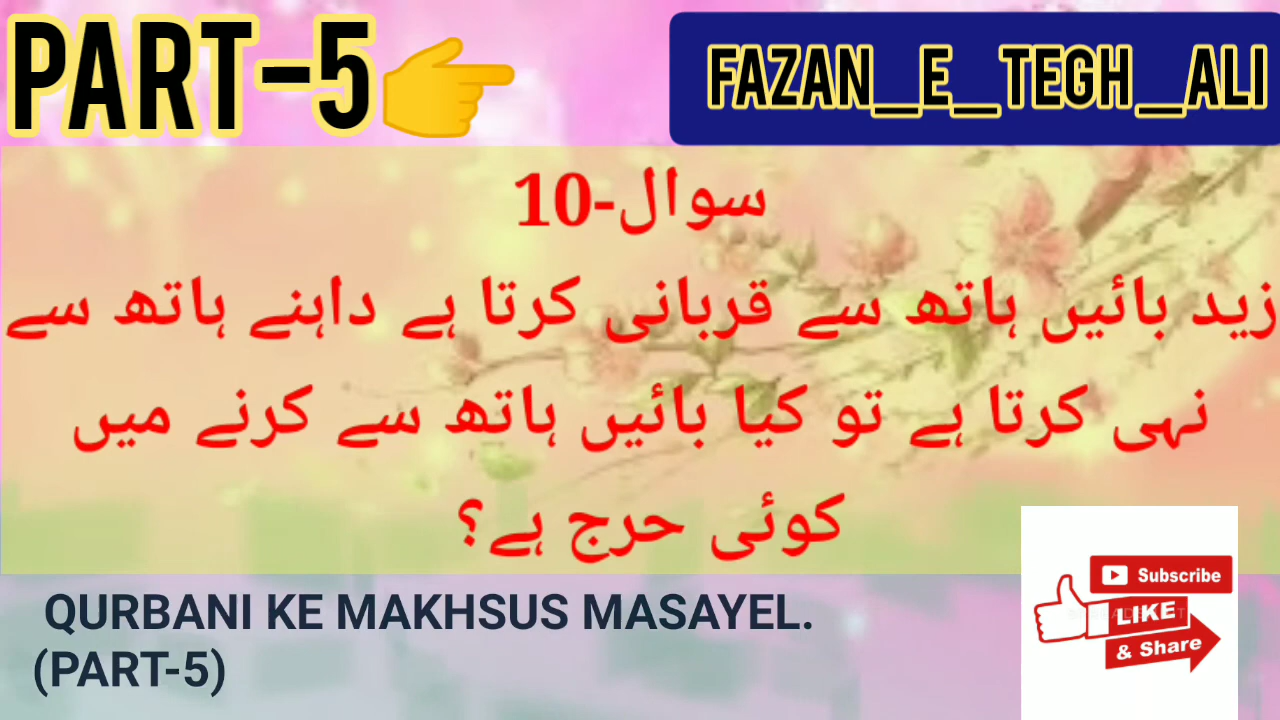 PART-5
FAZAN_E_TEGH_ALI
سوال-10
زید بائیں ہاتھ سے قربانی کرتا ہے داہنے ہاتھ سے
نہی کرتا ہے تو کیا بائیں ہاتھ سے کرنے میں
کوئی حرج ہے؟
QURBANI KE MAKHSUS MASAYEL.
(PART-5)
Subscribe
LIKE
& Share